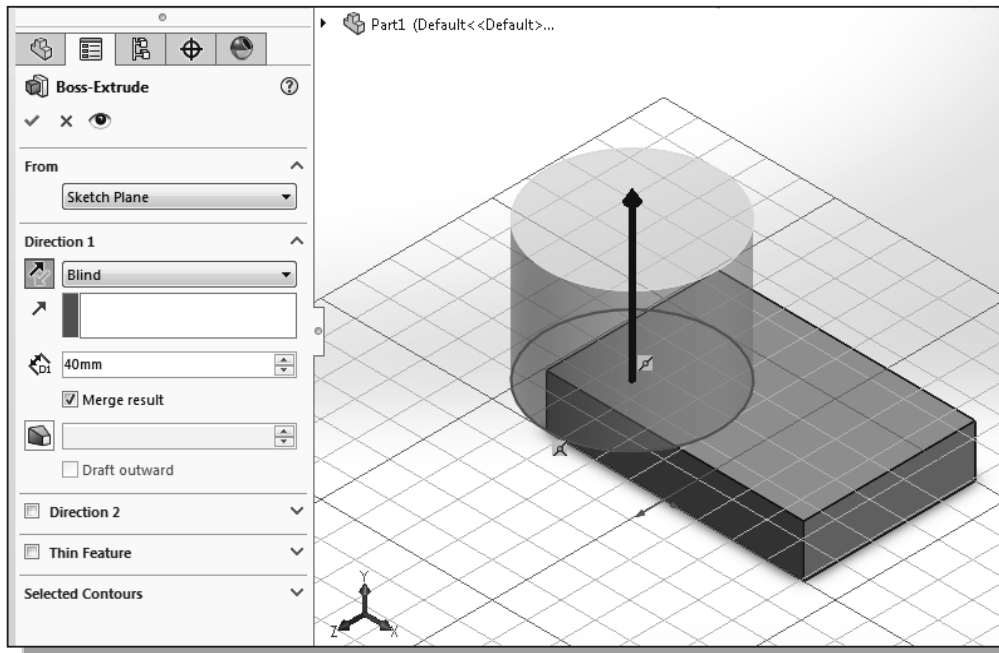 Part1 (Default<<Default>...
Boss-Extrude
From
Sketch Plane
Direction 1
Blind
D1
40mm
Merge result
Draft outward
Direction 2
Thin Feature
Selected Contours
Y
Z
X